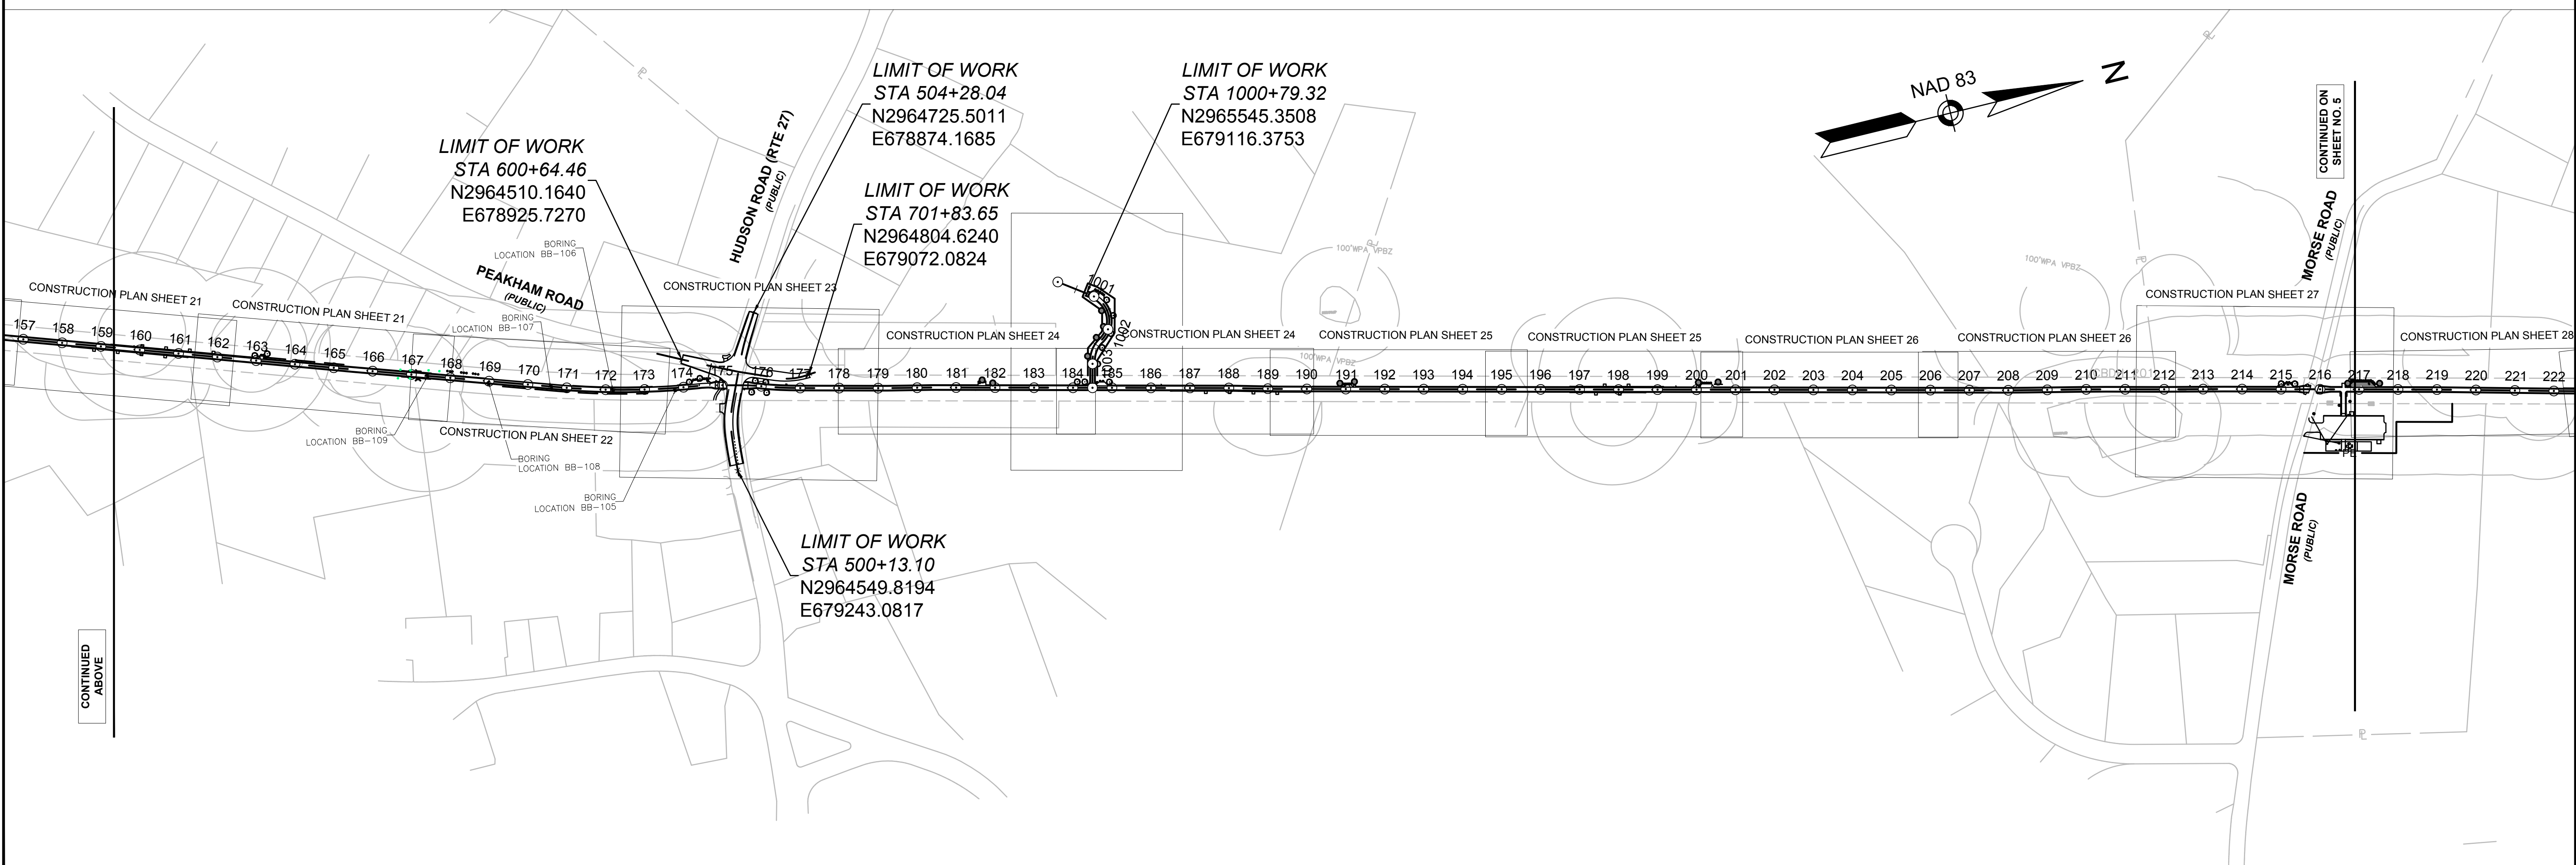 LIMIT OF WORK
STA 600+64.46
N2964510.1640
E678925.7270
HUDSON ROAD (RTE 27)
(PUBLIC)
LIMIT OF WORK
STA 504+28.04
N2964725.5011
E678874.1685
LIMIT OF WORK
STA 701+83.65
N2964804.6240
E679072.0824
LIMIT OF WORK
STA 1000+79.32
N2965545.3508
E679116.3753
NAD 83
N
CONTINUED ON
SHEET NO. 5
MORSE ROAD
(PUBLIC)
BORING
LOCATION BB-106
PEAKHAM ROAD
(PUBLIC)
BORING
LOCATION BB-107
100'WPA VPBZ
100'WPA VPBZ
100'WPA VPBZ
CONSTRUCTION PLAN SHEET 21
CONSTRUCTION PLAN SHEET 21
CONSTRUCTION PLAN SHEET 23
CONSTRUCTION PLAN SHEET 24
CONSTRUCTION PLAN SHEET 24
CONSTRUCTION PLAN SHEET 25
CONSTRUCTION PLAN SHEET 25
CONSTRUCTION PLAN SHEET 26
CONSTRUCTION PLAN SHEET 26
CONSTRUCTION PLAN SHEET 27
CONSTRUCTION PLAN SHEET 28
1001
1002
157 158 159 160 161 162 163 164 165 166 167 168 169 170 171 172 173 174 175 176 177 178 179 180 181 182 183 184 185 186 187 188 189 190 191 192 193 194 195 196 197 198 199 200 201 202 203 204 205 206 207 208 209 210 211 212 213 214 215 216 217 218 219 220 221 222
BORING
LOCATION BB-109
CONSTRUCTION PLAN SHEET 22
BORING
LOCATION BB-108
BORING
LOCATION BB-105
LIMIT OF WORK
STA 500+13.10
N2964549.8194
E679243.0817
MORSE ROAD
(PUBLIC)
CONTINUED
ABOVE